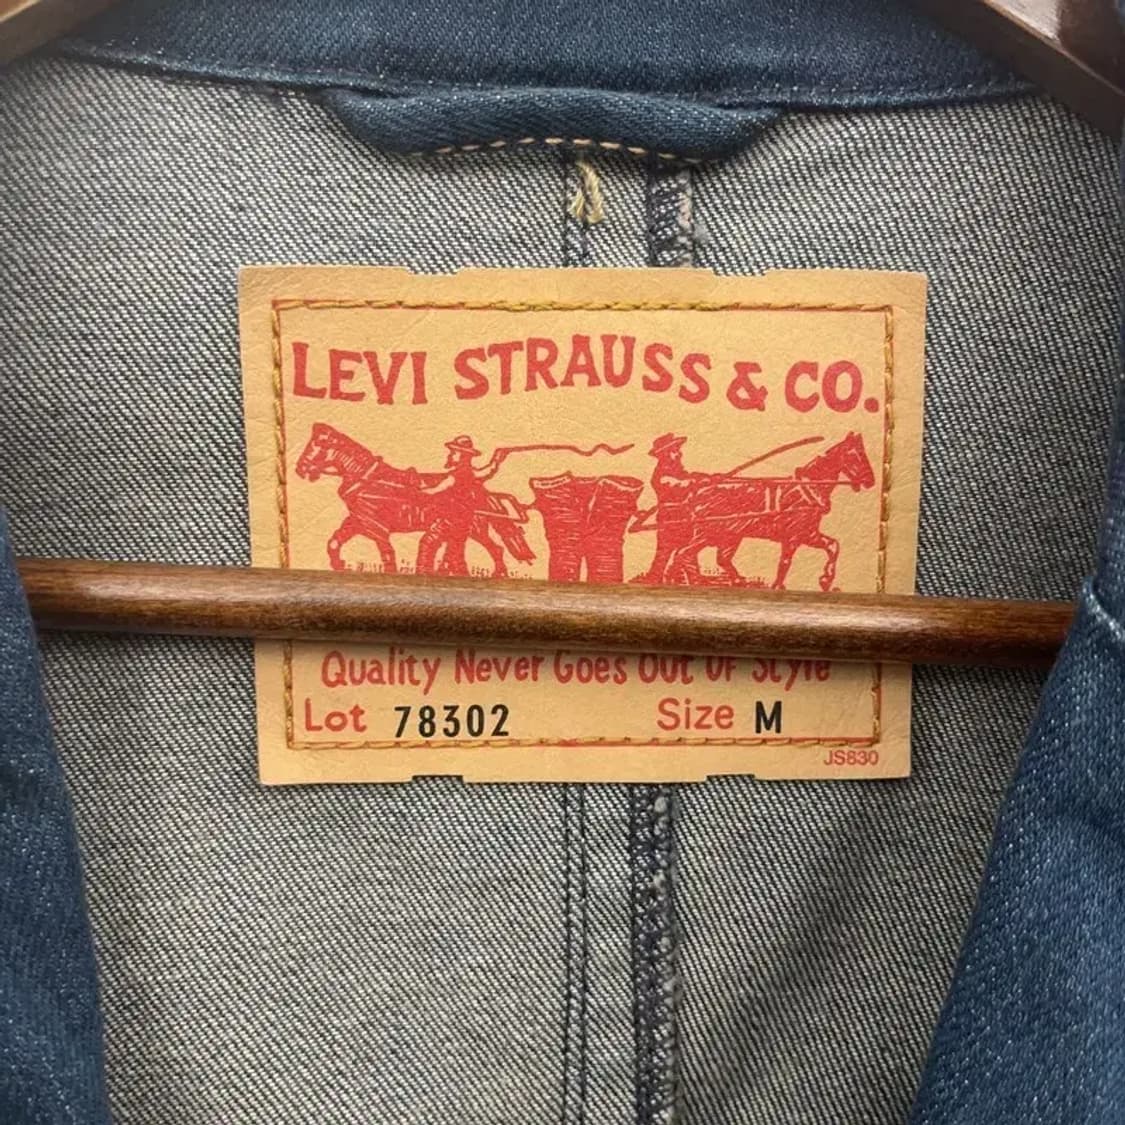 LEVI STRAUSS & CO.
Quality Never Goes Out Of Style
Lot 78302 Size M
JS830